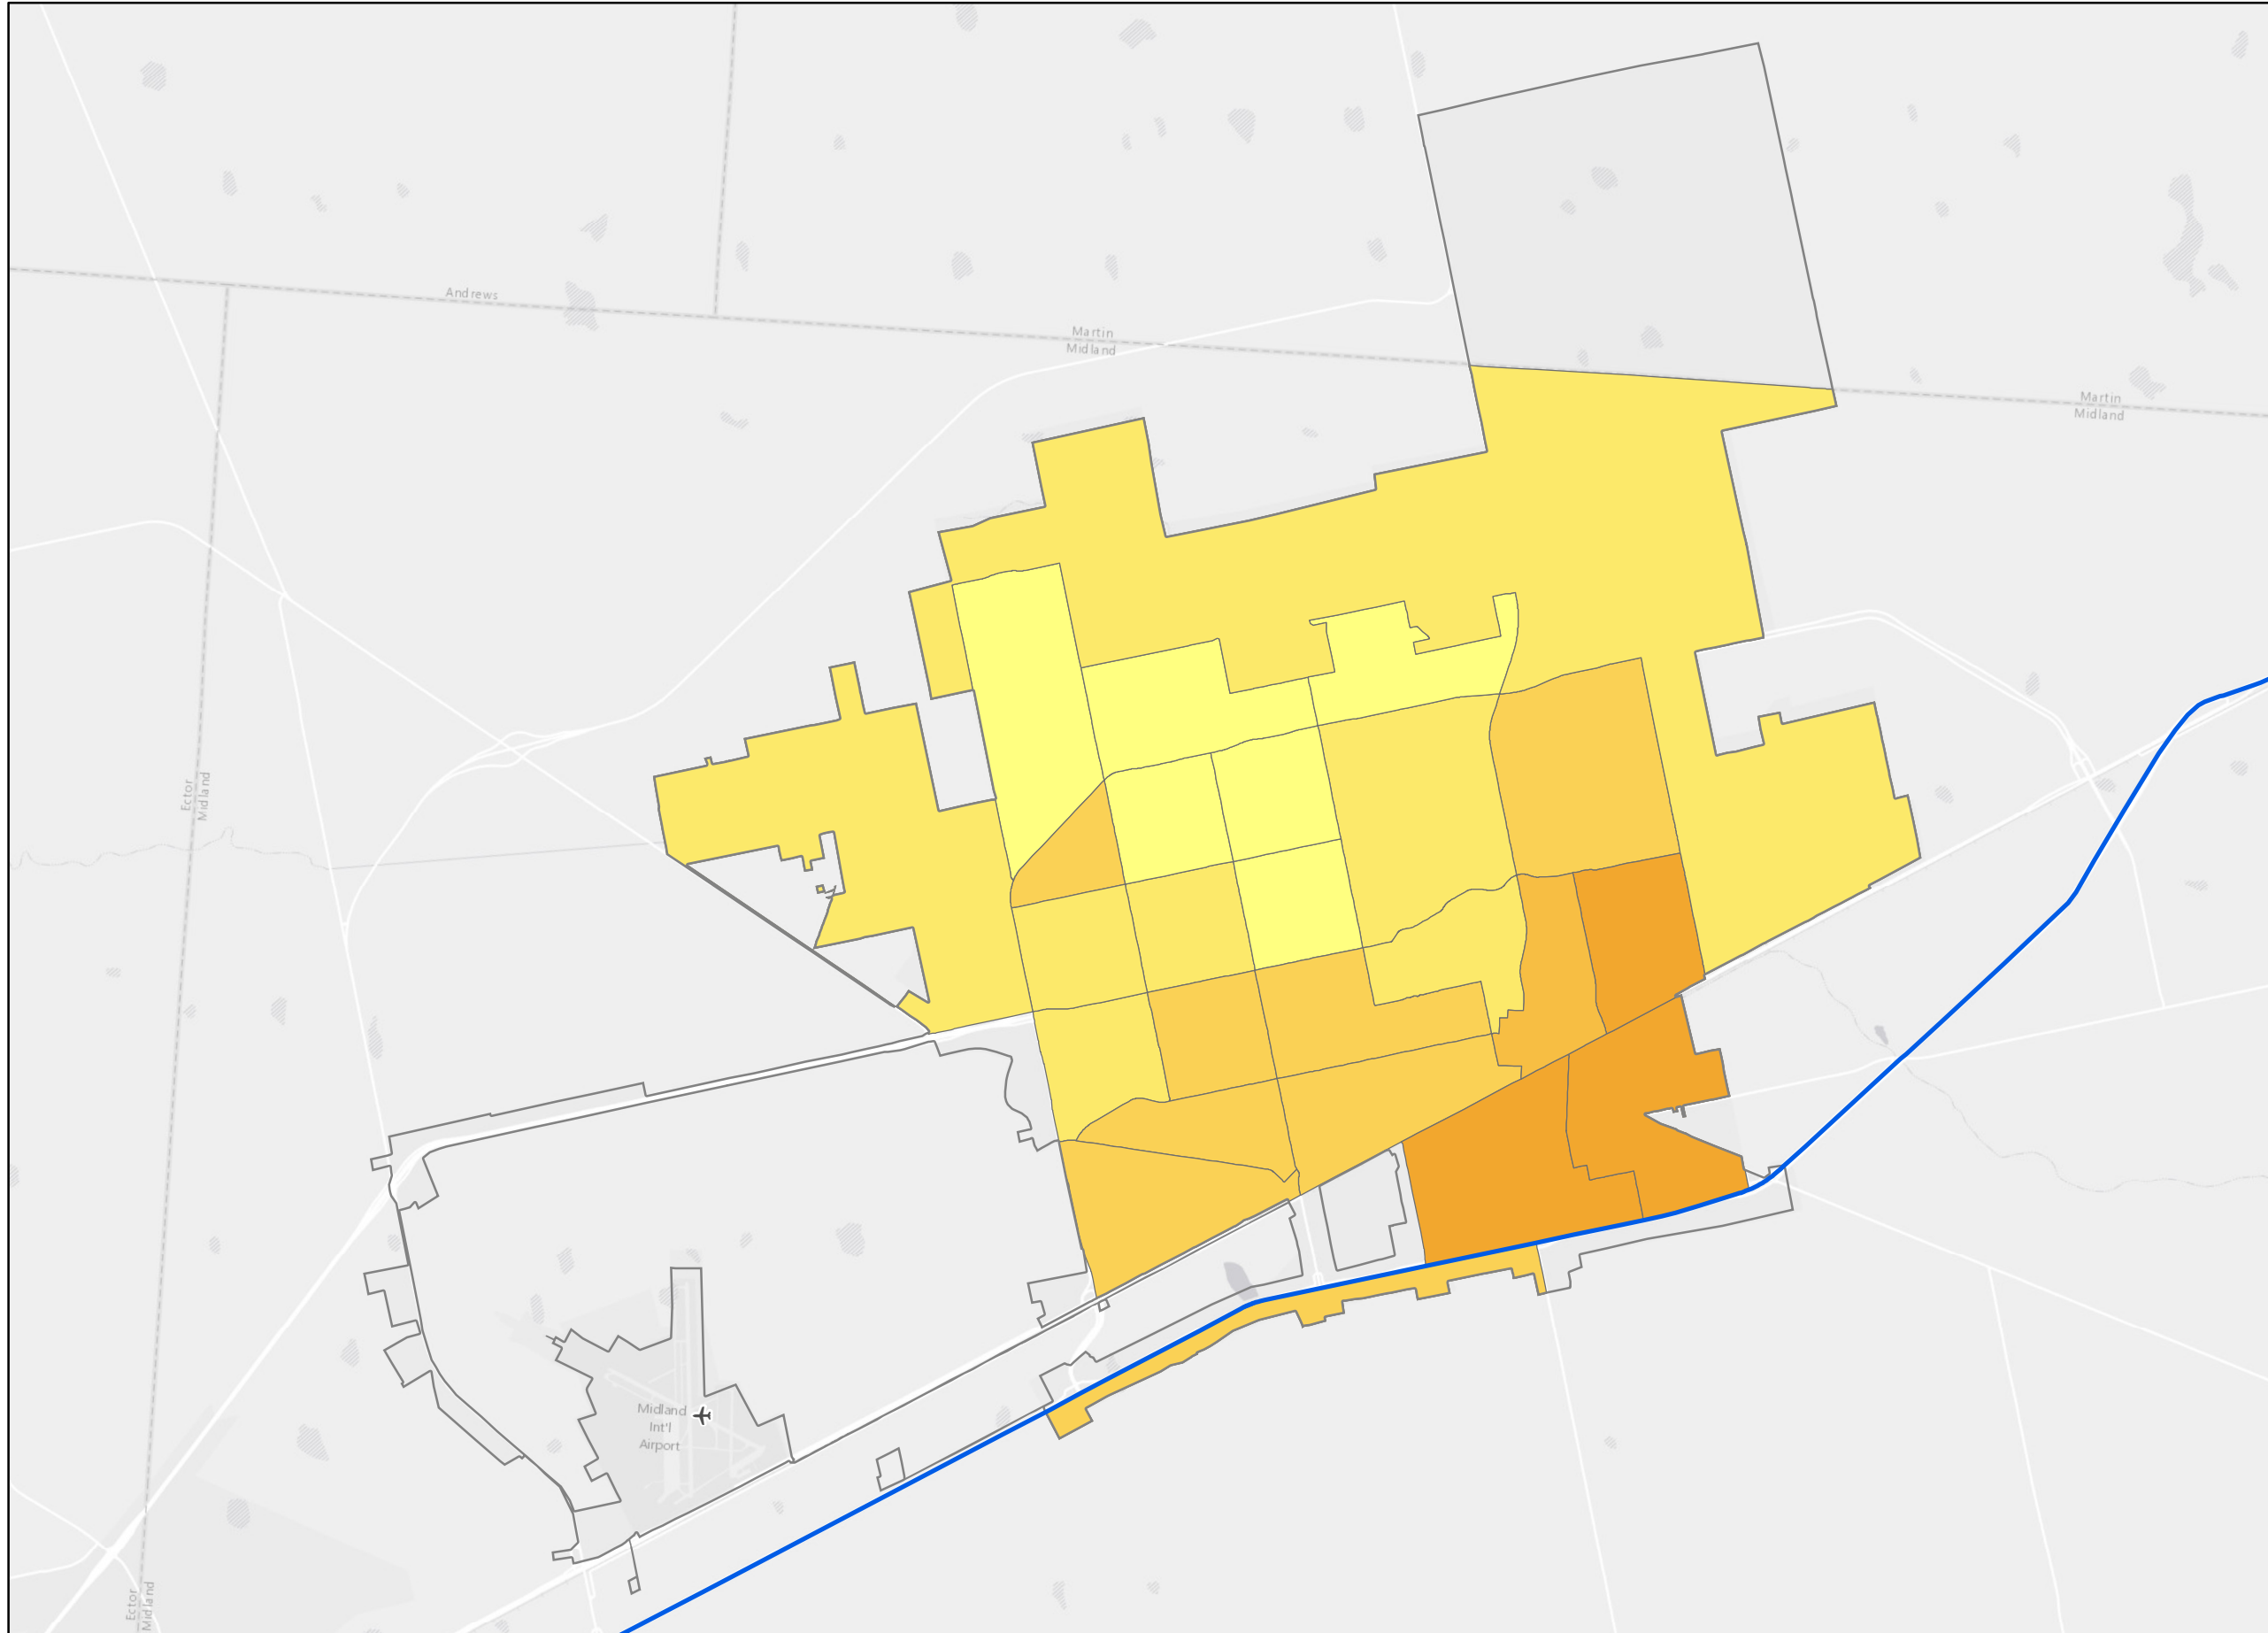 Andrews
Martin
Midland
Martin
Midland
Ector
Midland
Midland
Int'l
Airport
Ector
Midland